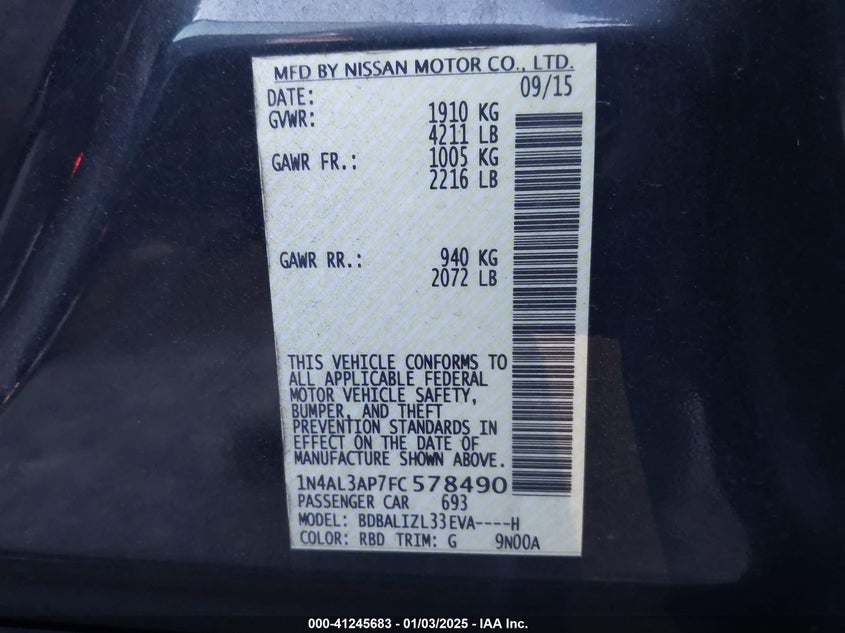 MFD BY NISSAN MOTOR CO., LTD.
DATE: 09/15
GVWR: 1910 KG
4211 LB
GAWR FR.: 1005 KG
2216 LB
GAWR RR.: 940 KG
2072 LB
THIS VEHICLE CONFORMS TO
ALL APPLICABLE FEDERAL
MOTOR VEHICLE SAFETY,
BUMPER, AND THEFT
PREVENTION STANDARDS IN
EFFECT ON THE DATE OF
MANUFACTURE SHOWN ABOVE.
1N4AL3AP7FC578490
PASSENGER CAR 693
MODEL: BDBALIZL33EVA----H
COLOR: RBD TRIM: G 9N00A
000-41245683 - 01/03/2025 - IAA Inc.